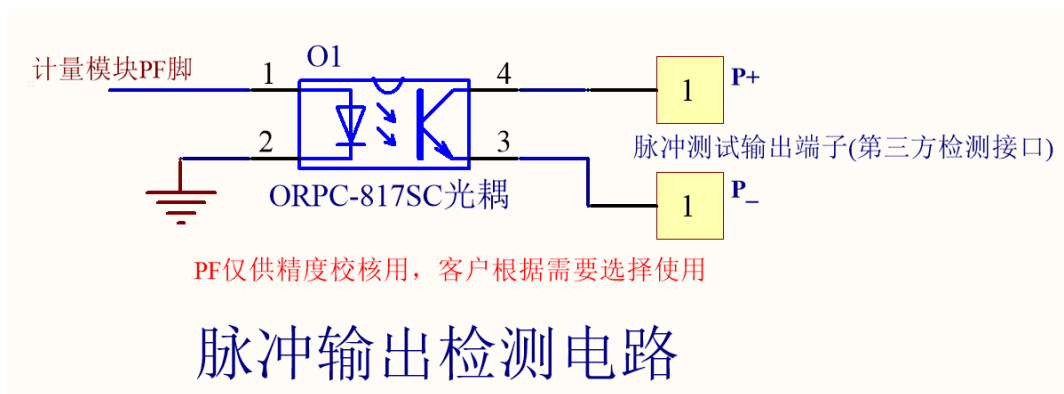 O1
计量模块PF脚
1
4
1
P+
2
3
脉冲测试输出端子(第三方检测接口)
ORPC-817SC光耦
1
P_
PF仅供精度校核用，客户根据需要选择使用
脉冲输出检测电路